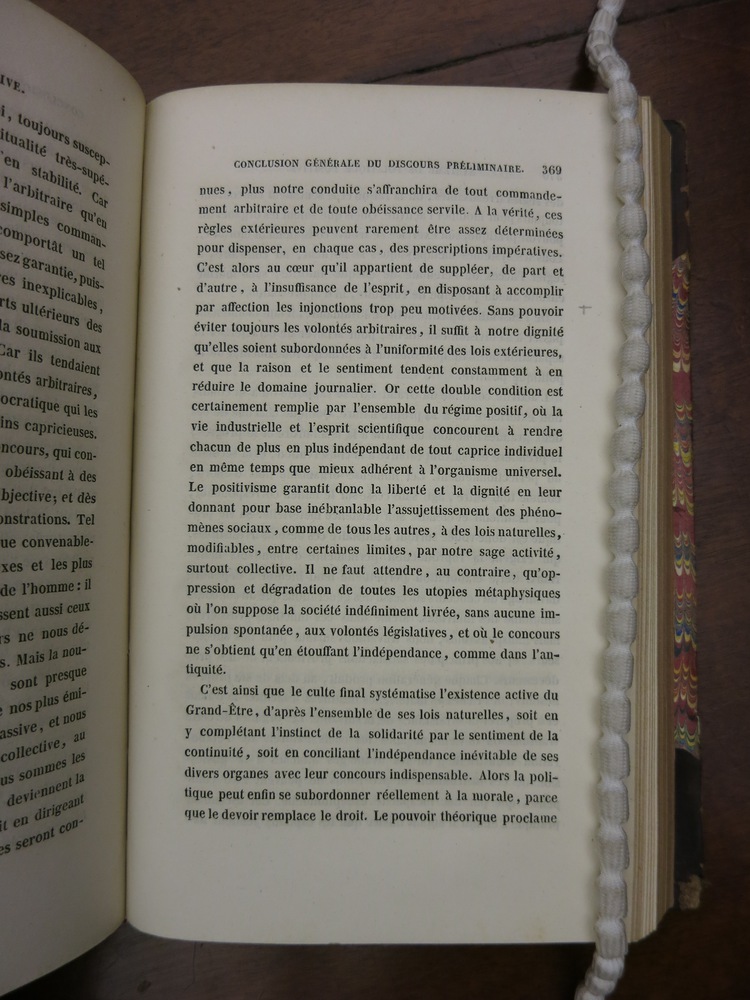 IVE.
i, toujours suscep-
itualité très-supé-
en stabilité. Car
l'arbitraire qu'en
simples comman-
comportât un tel
sez garantie, puis-
es inexplicables,
rts ultérieurs des
la soumission aux
Car ils tendaient
ontés arbitraires,
ocratique qui les
ins capricieuses.
ncours, qui con-
obéissant à des
bjective; et dès
onstrations. Tel
ue convenable-
xes et les plus
de l'homme: il
ssent aussi ceux
rs ne nous dé-
s. Mais la nou-
sont presque
e nos plus émi-
assive, et nous
collective, au
us sommes les
deviennent la
it en dirigeant
es seront con-
CONCLUSION GÉNÉRALE DU DISCOURS PRÉLIMINAIRE. 369
nues, plus notre conduite s'affranchira de tout commande-
ment arbitraire et de toute obéissance servile. A la vérité, ces
règles extérieures peuvent rarement être assez déterminées
pour dispenser, en chaque cas, des prescriptions impératives.
C'est alors au cœur qu'il appartient de suppléer, de part et
d'autre, à l'insuffisance de l'esprit, en disposant à accomplir
par affection les injonctions trop peu motivées. Sans pouvoir
éviter toujours les volontés arbitraires, il suffit à notre dignité
qu'elles soient subordonnées à l'uniformité des lois extérieures,
et que la raison et le sentiment tendent constamment à en
réduire le domaine journalier. Or cette double condition est
certainement remplie par l'ensemble du régime positif, où la
vie industrielle et l'esprit scientifique concourent à rendre
chacun de plus en plus indépendant de tout caprice individuel
en même temps que mieux adhérent à l'organisme universel.
Le positivisme garantit donc la liberté et la dignité en leur
donnant pour base inébranlable l'assujettissement des phéno-
mènes sociaux, comme de tous les autres, à des lois naturelles,
modifiables, entre certaines limites, par notre sage activité,
surtout collective. Il ne faut attendre, au contraire, qu'op-
pression et dégradation de toutes les utopies métaphysiques
où l'on suppose la société indéfiniment livrée, sans aucune im-
pulsion spontanée, aux volontés législatives, et où le concours
ne s'obtient qu'en étouffant l'indépendance, comme dans l'an-
tiquité.
C'est ainsi que le culte final systématise l'existence active du
Grand-Être, d'après l'ensemble de ses lois naturelles, soit en
y complétant l'instinct de la solidarité par le sentiment de la
continuité, soit en conciliant l'indépendance inévitable de ses
divers organes avec leur concours indispensable. Alors la poli-
tique peut enfin se subordonner réellement à la morale, parce
que le devoir remplace le droit. Le pouvoir théorique proclame